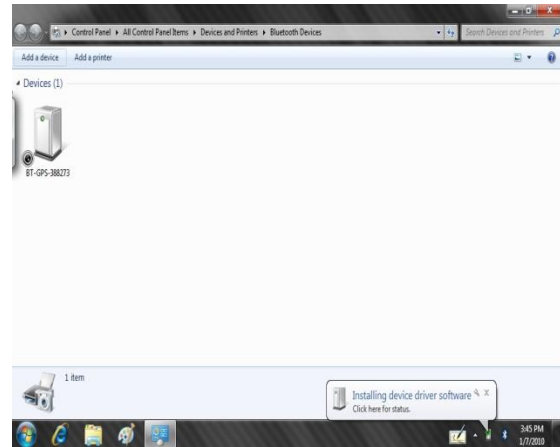 Control Panel ▸ All Control Panel Items ▸ Devices and Printers ▸ Bluetooth Devices
Search Devices and Printers
Add a device Add a printer
Devices (1)
BT-GPS-388273
1 item
Installing device driver software
Click here for status.
3:45 PM
1/7/2010